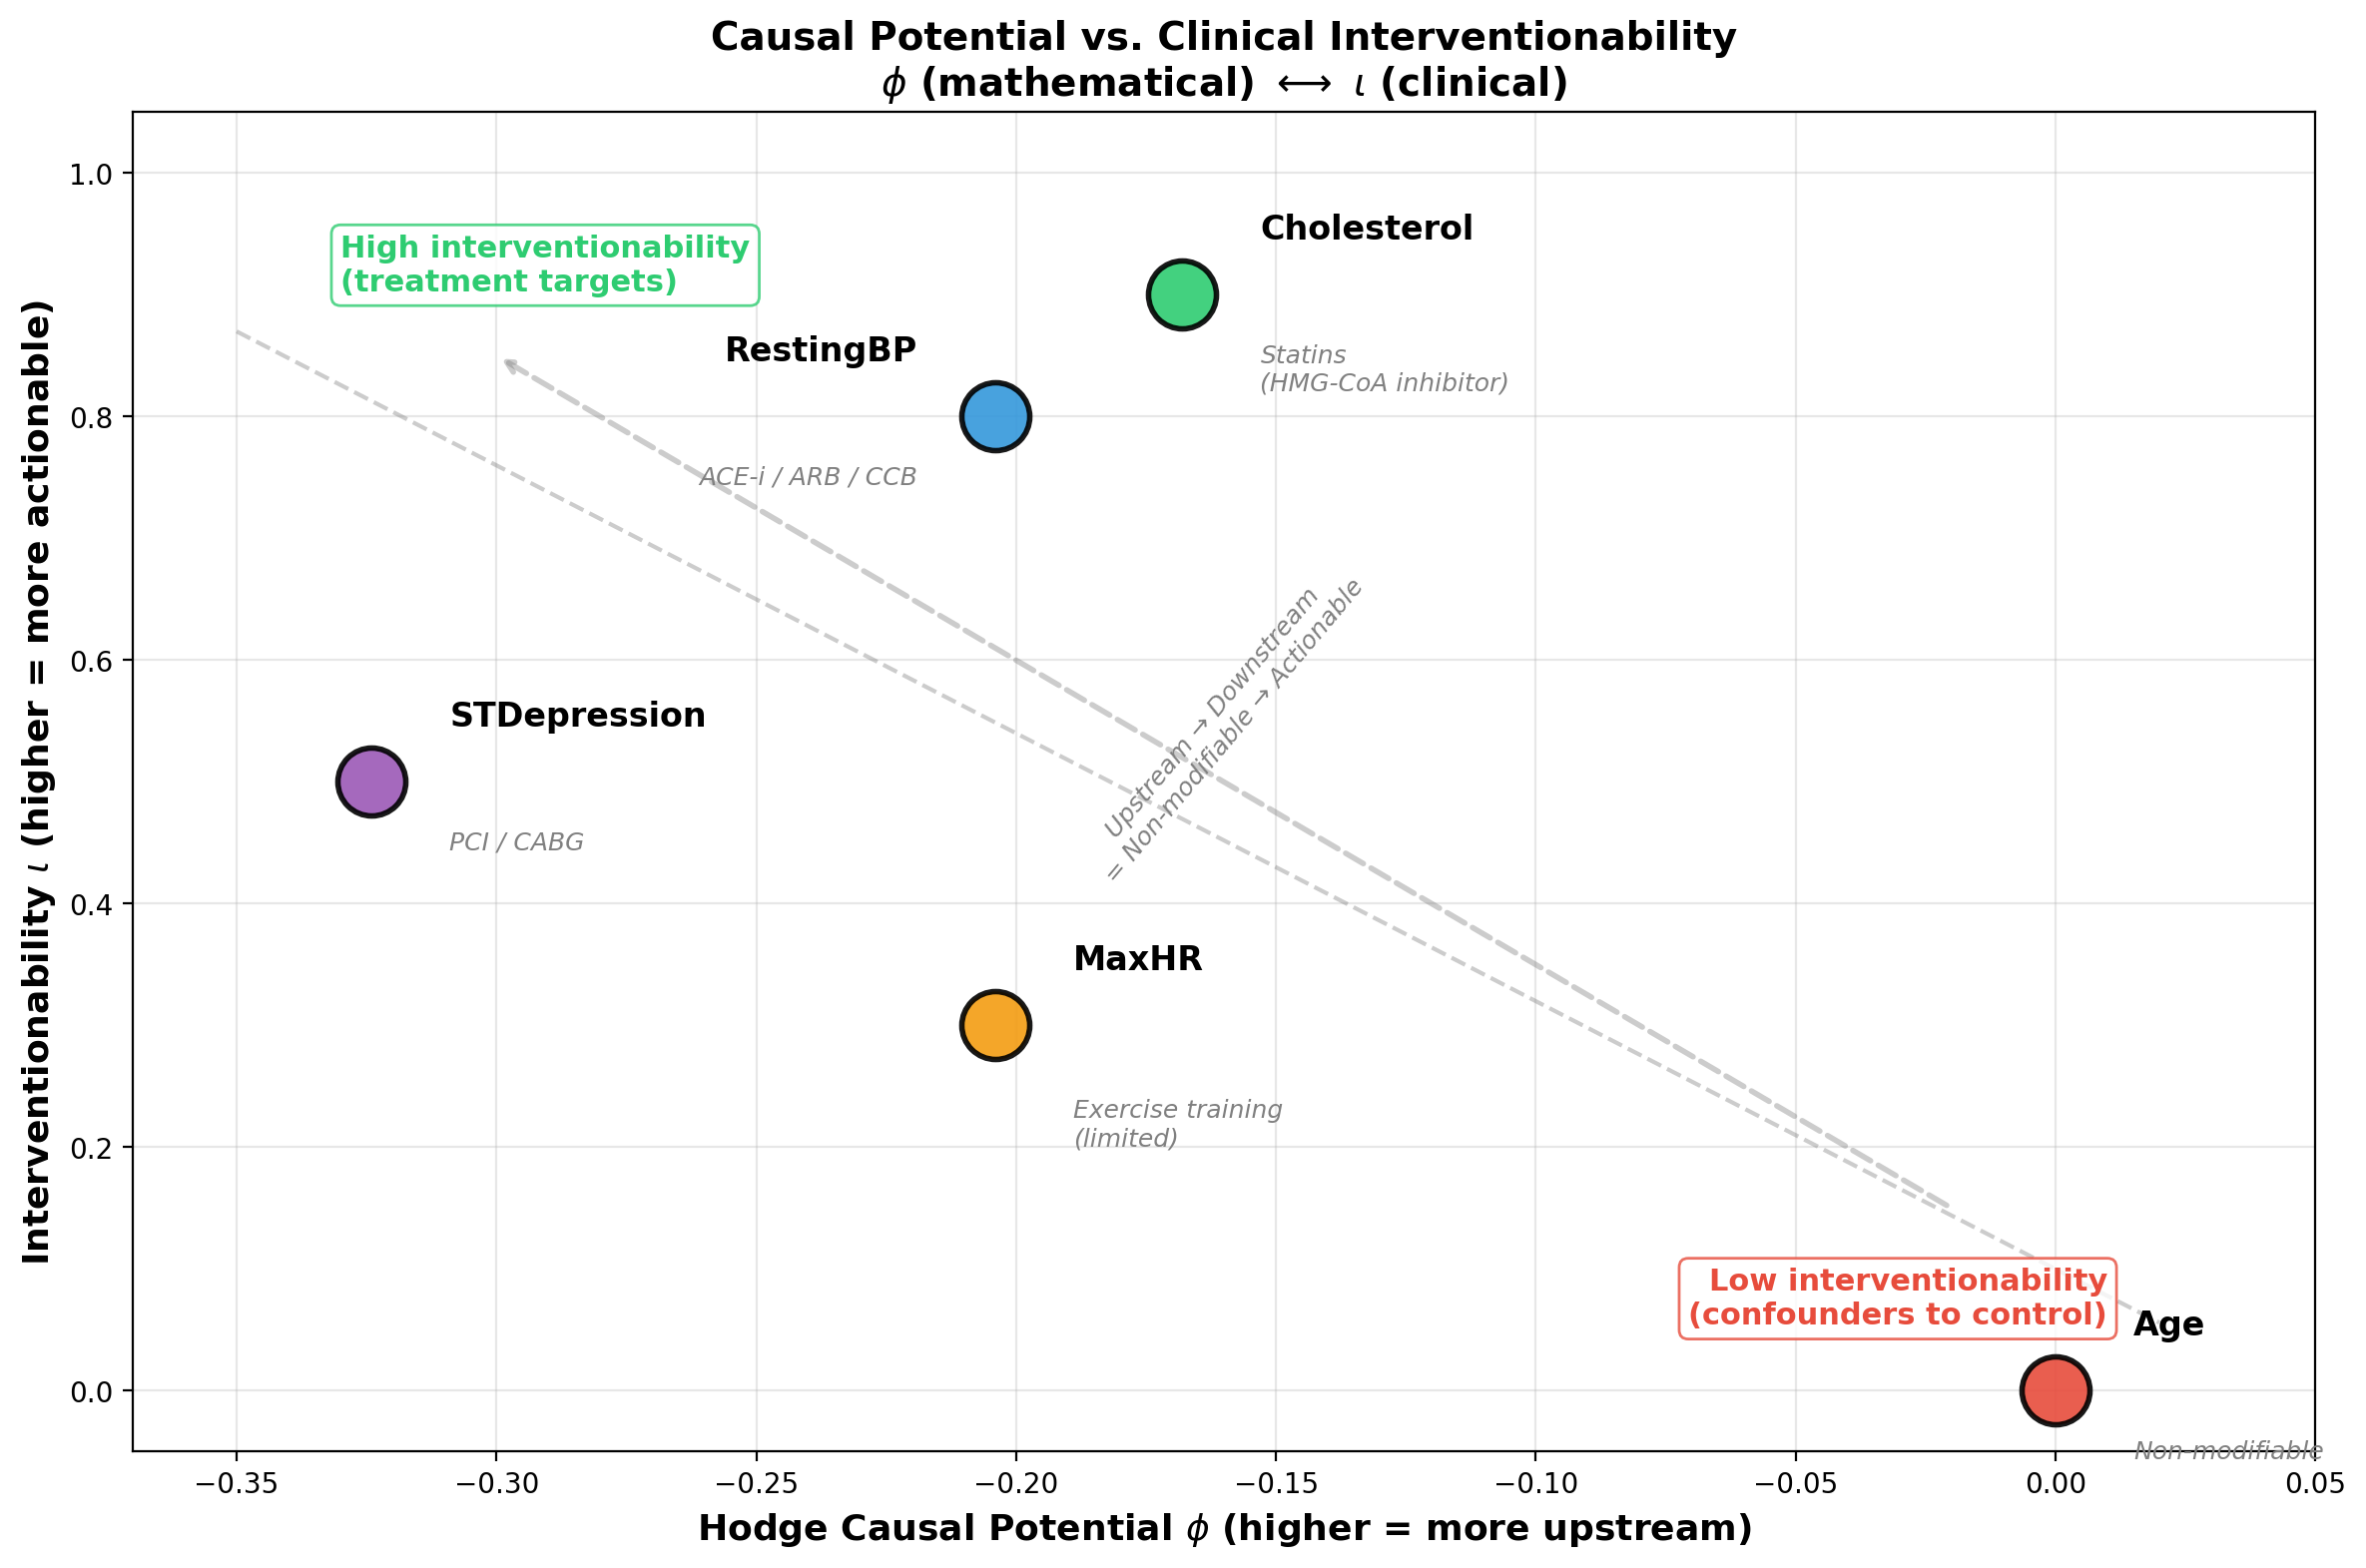 Causal Potential vs. Clinical Interventionability
ϕ (mathematical) ⟷ ι (clinical)
Interventionability ι (higher = more actionable)
1.0
0.8
0.6
0.4
0.2
0.0
High interventionability
(treatment targets)
Cholesterol
Statins
(HMG-CoA inhibitor)
RestingBP
ACE-i / ARB / CCB
Upstream → Downstream
= Non-modifiable → Actionable
STDepression
PCI / CABG
MaxHR
Exercise training
(limited)
Low interventionability
(confounders to control)
Age
Non-modifiable
−0.35
−0.30
−0.25
−0.20
−0.15
−0.10
−0.05
0.00
0.05
Hodge Causal Potential ϕ (higher = more upstream)